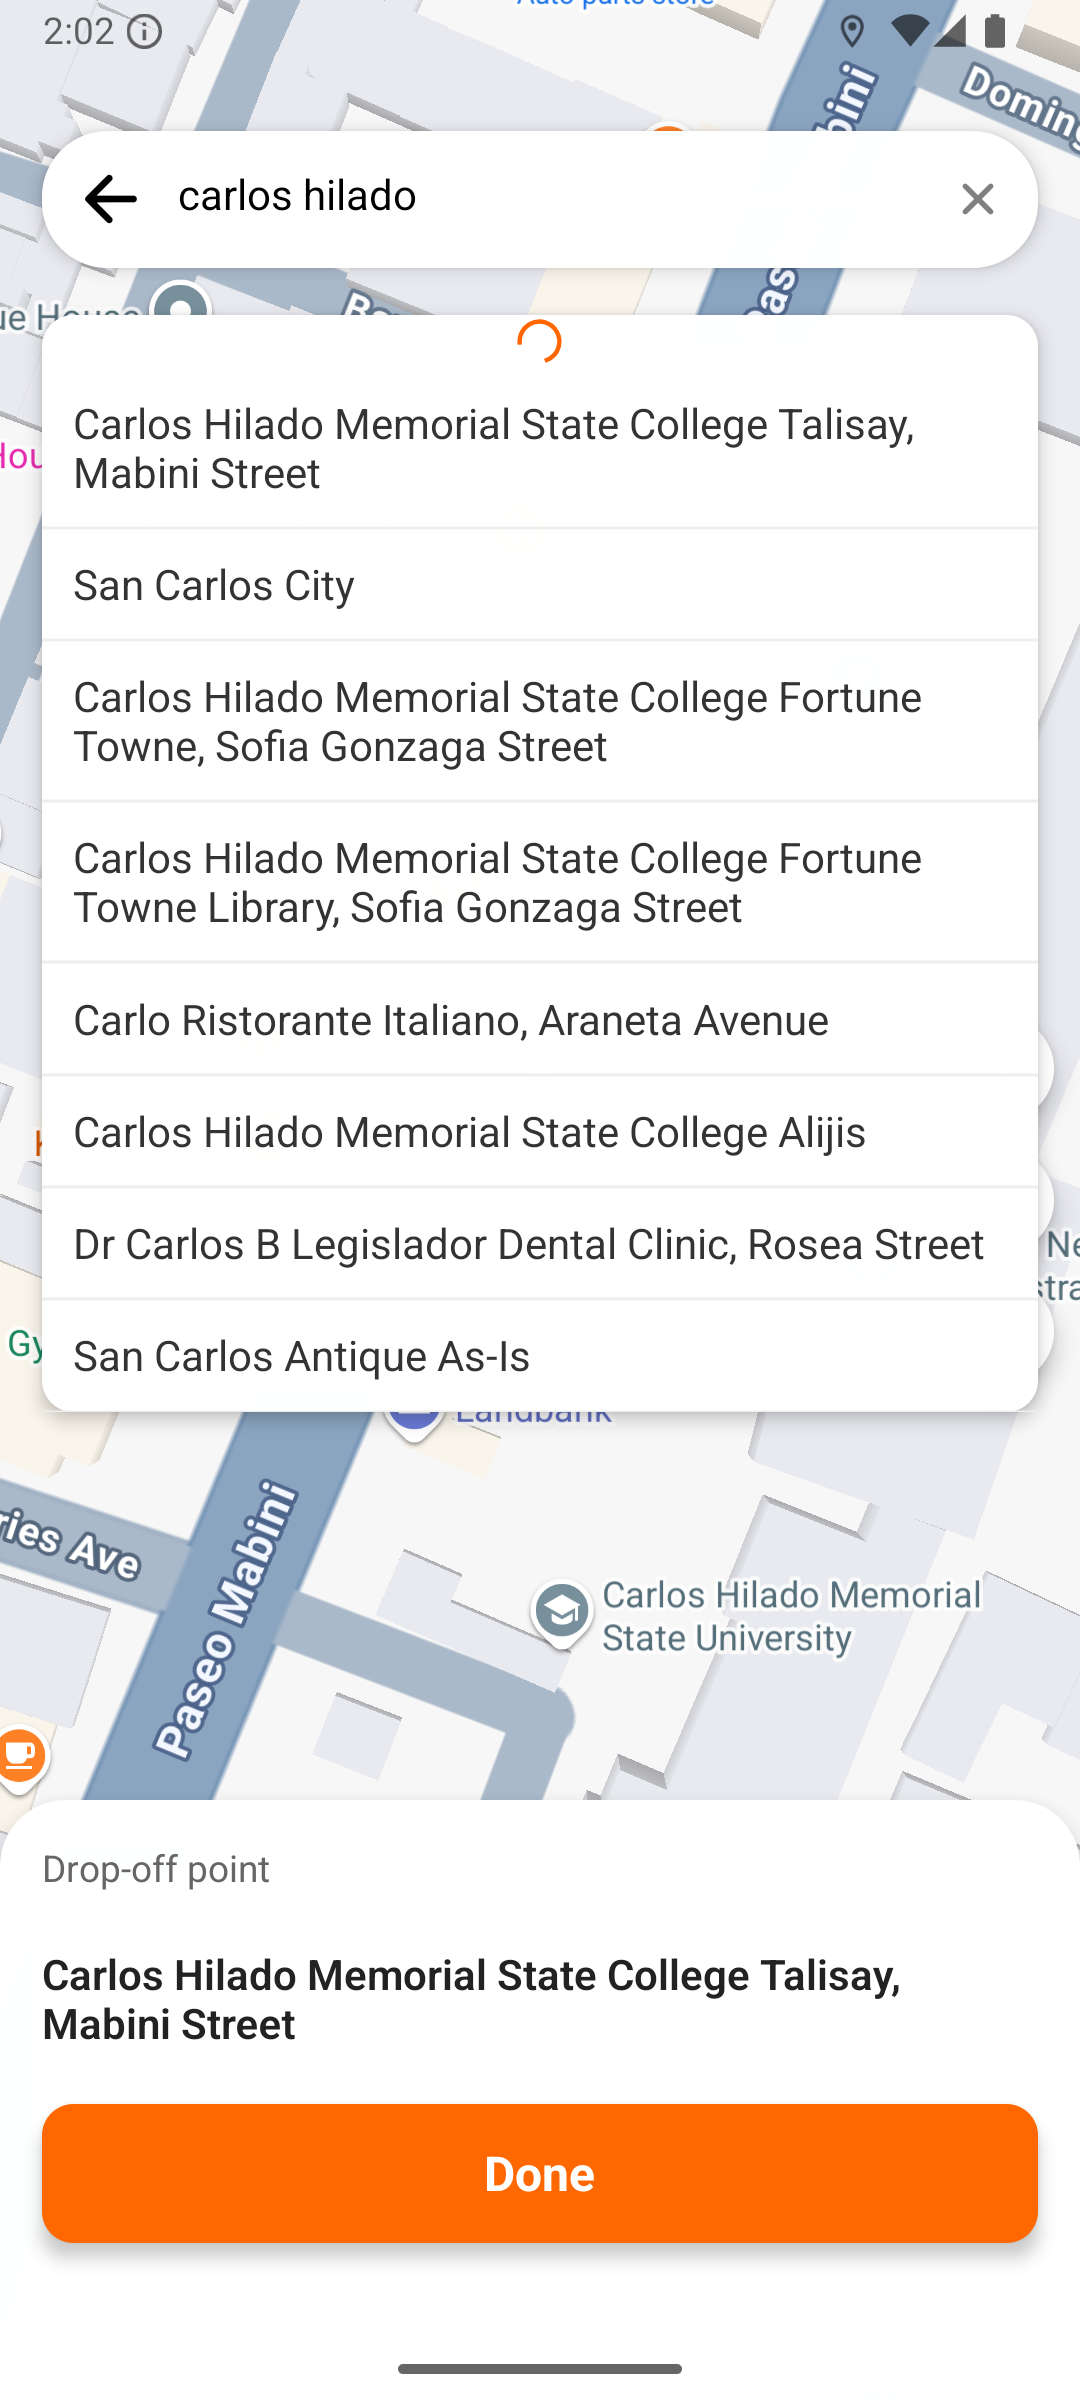 2:02
Doming
carlos hilado
Carlos Hilado Memorial State College Talisay,
Mabini Street
San Carlos City
Carlos Hilado Memorial State College Fortune
Towne, Sofia Gonzaga Street
Carlos Hilado Memorial State College Fortune
Towne Library, Sofia Gonzaga Street
Carlo Ristorante Italiano, Araneta Avenue
Carlos Hilado Memorial State College Alijis
Dr Carlos B Legislador Dental Clinic, Rosea Street
San Carlos Antique As-Is
Landbank
ries Ave
Paseo Mabini
Carlos Hilado Memorial
State University
Drop-off point
Carlos Hilado Memorial State College Talisay,
Mabini Street
Done